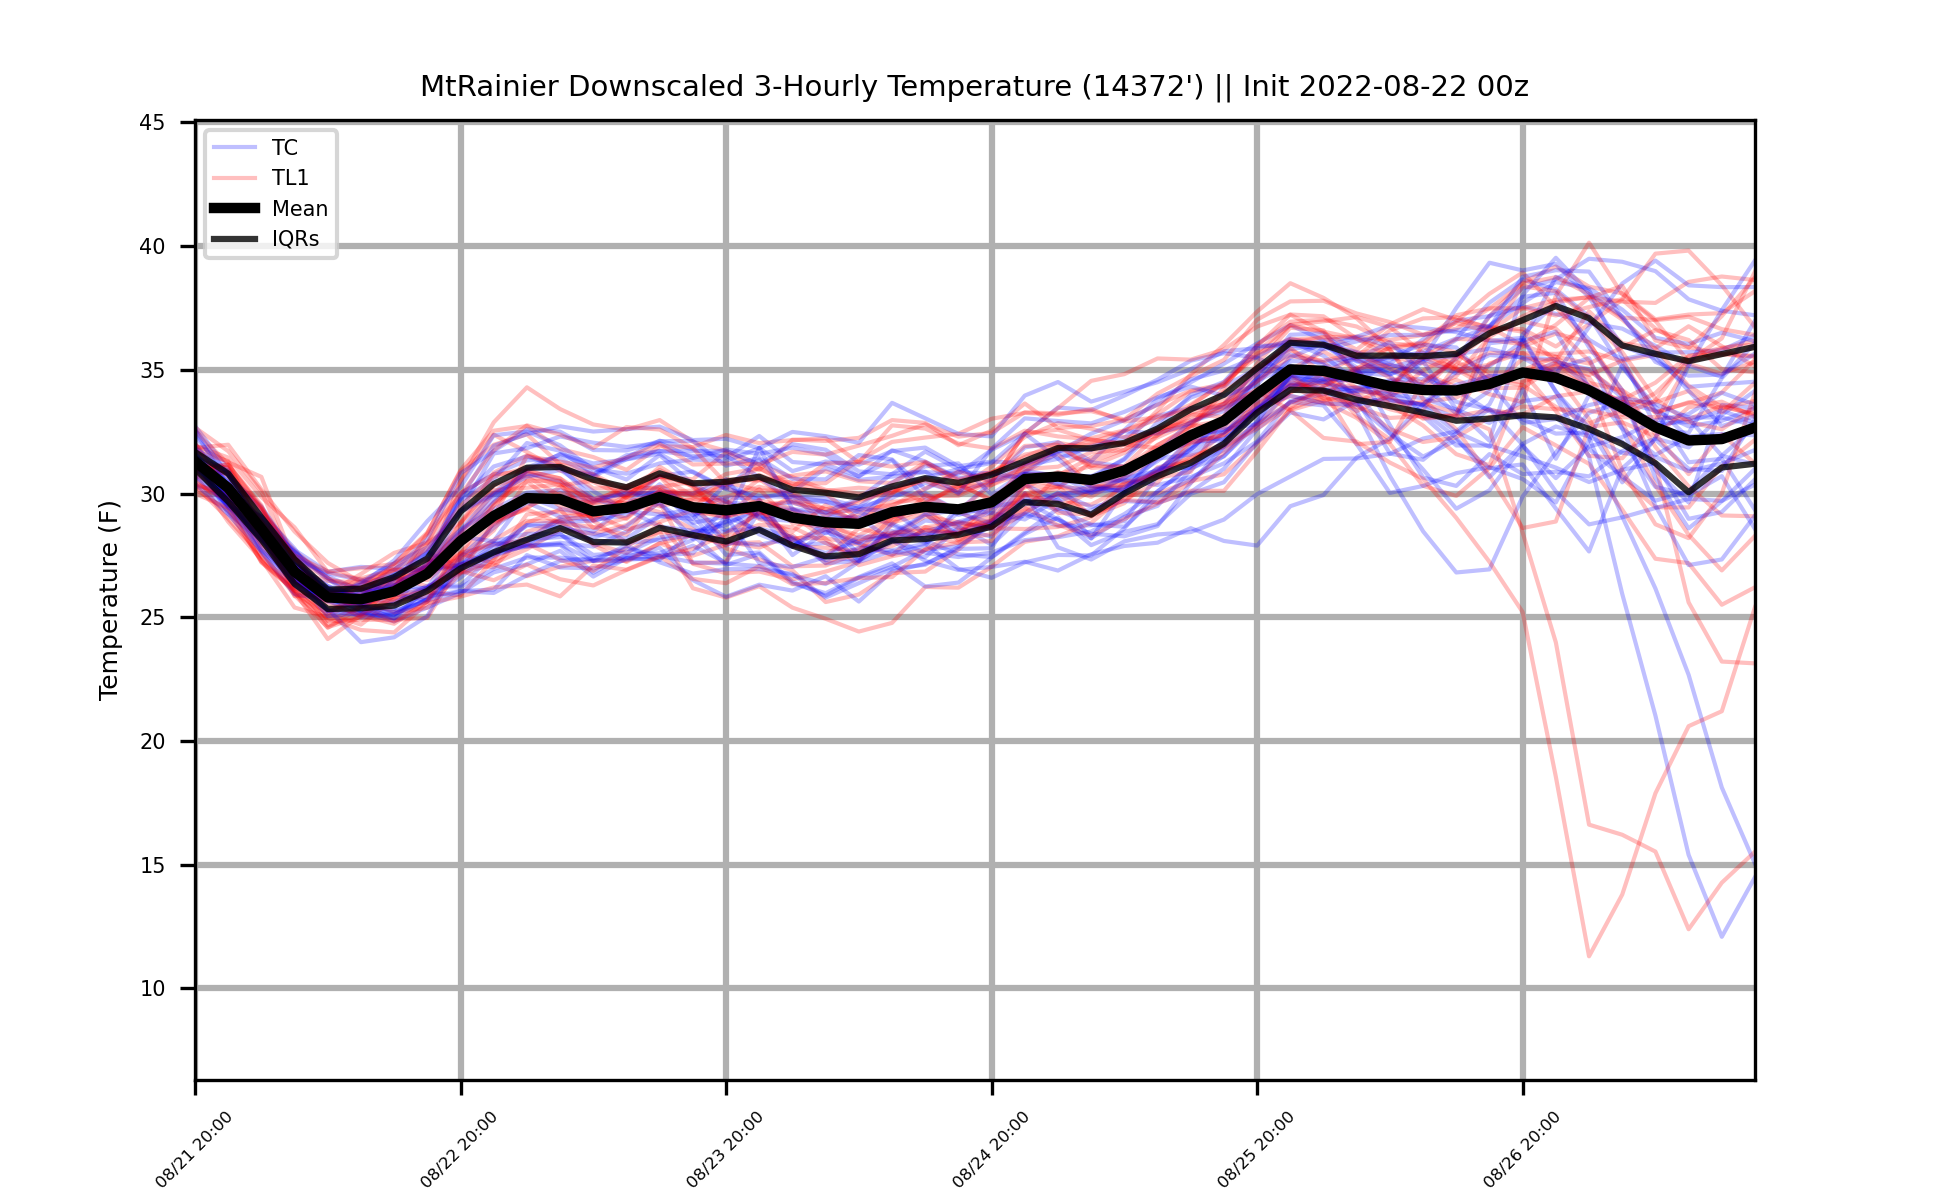 MtRainier Downscaled 3-Hourly Temperature (14372') || Init 2022-08-22 00z
TC
TL1
Mean
IQRs
Temperature (F)
45
40
35
30
25
20
15
10
08/21 20:00
08/22 20:00
08/23 20:00
08/24 20:00
08/25 20:00
08/26 20:00